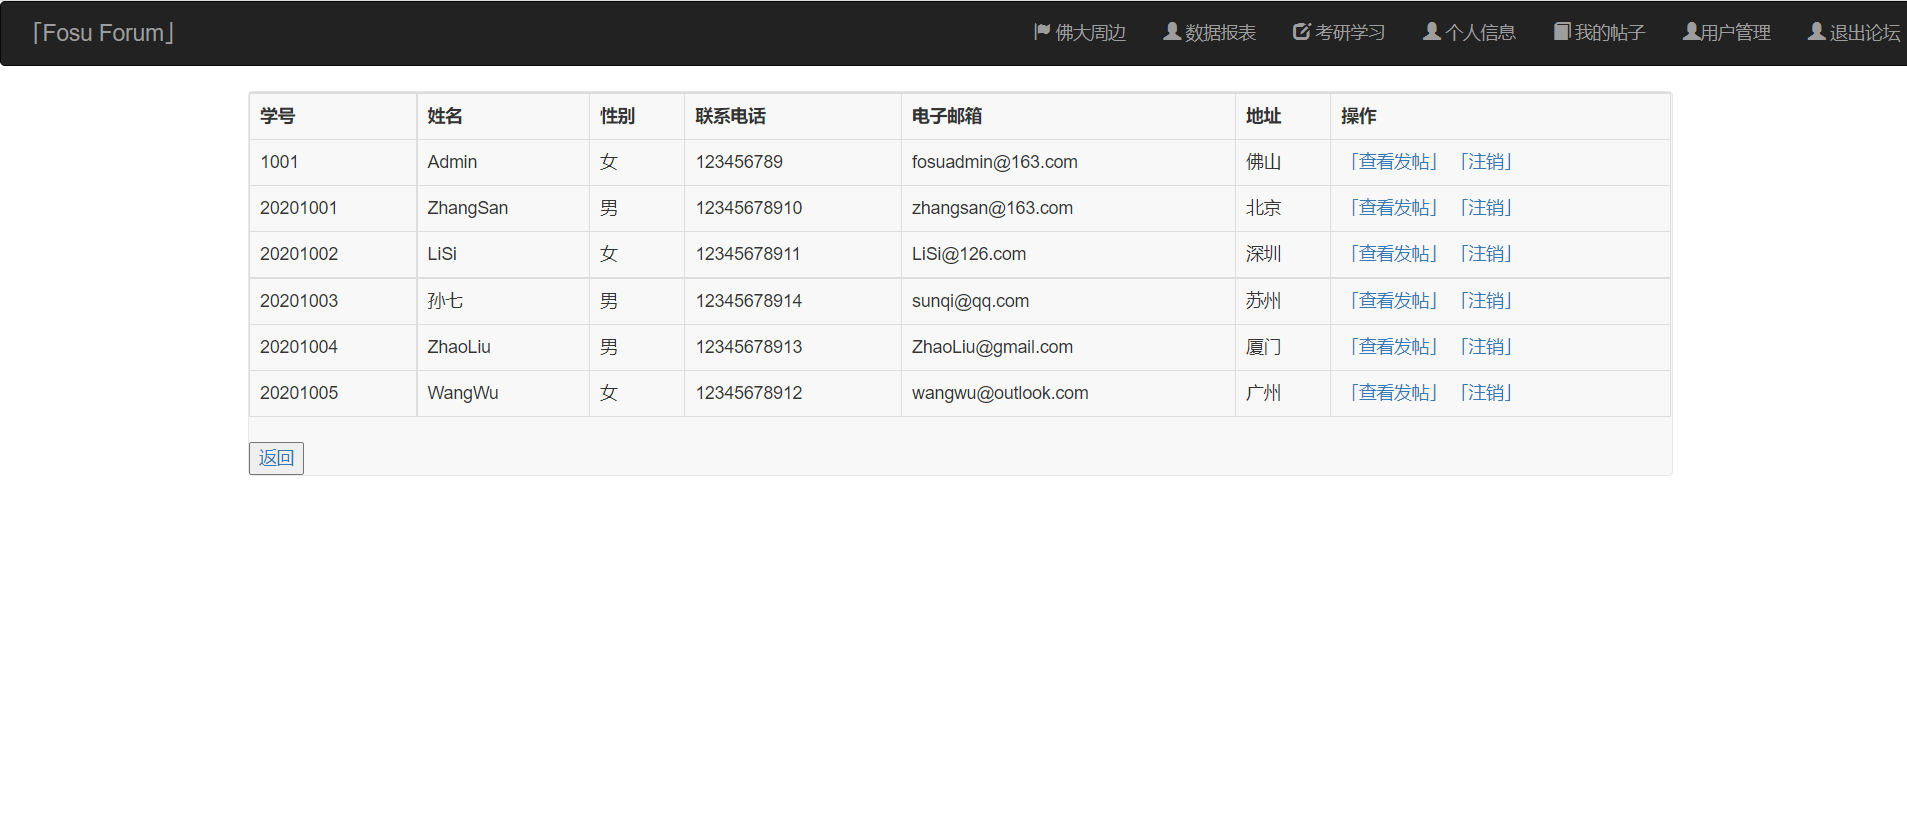 「Fosu Forum」 佛大周边 数据报表 考研学习 个人信息 我的帖子 用户管理 退出论坛
学号 姓名 性别 联系电话 电子邮箱 地址 操作
1001 Admin 女 123456789 fosuadmin@163.com 佛山 「查看发帖」 「注销」
20201001 ZhangSan 男 12345678910 zhangsan@163.com 北京 「查看发帖」 「注销」
20201002 LiSi 女 12345678911 LiSi@126.com 深圳 「查看发帖」 「注销」
20201003 孙七 男 12345678914 sunqi@qq.com 苏州 「查看发帖」 「注销」
20201004 ZhaoLiu 男 12345678913 ZhaoLiu@gmail.com 厦门 「查看发帖」 「注销」
20201005 WangWu 女 12345678912 wangwu@outlook.com 广州 「查看发帖」 「注销」
返回